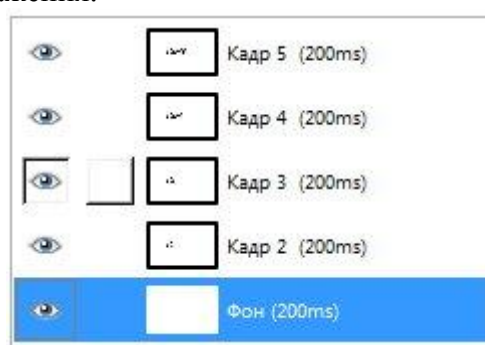 Кадр 5 (200ms)
Кадр 4 (200ms)
Кадр 3 (200ms)
Кадр 2 (200ms)
Фон (200ms)